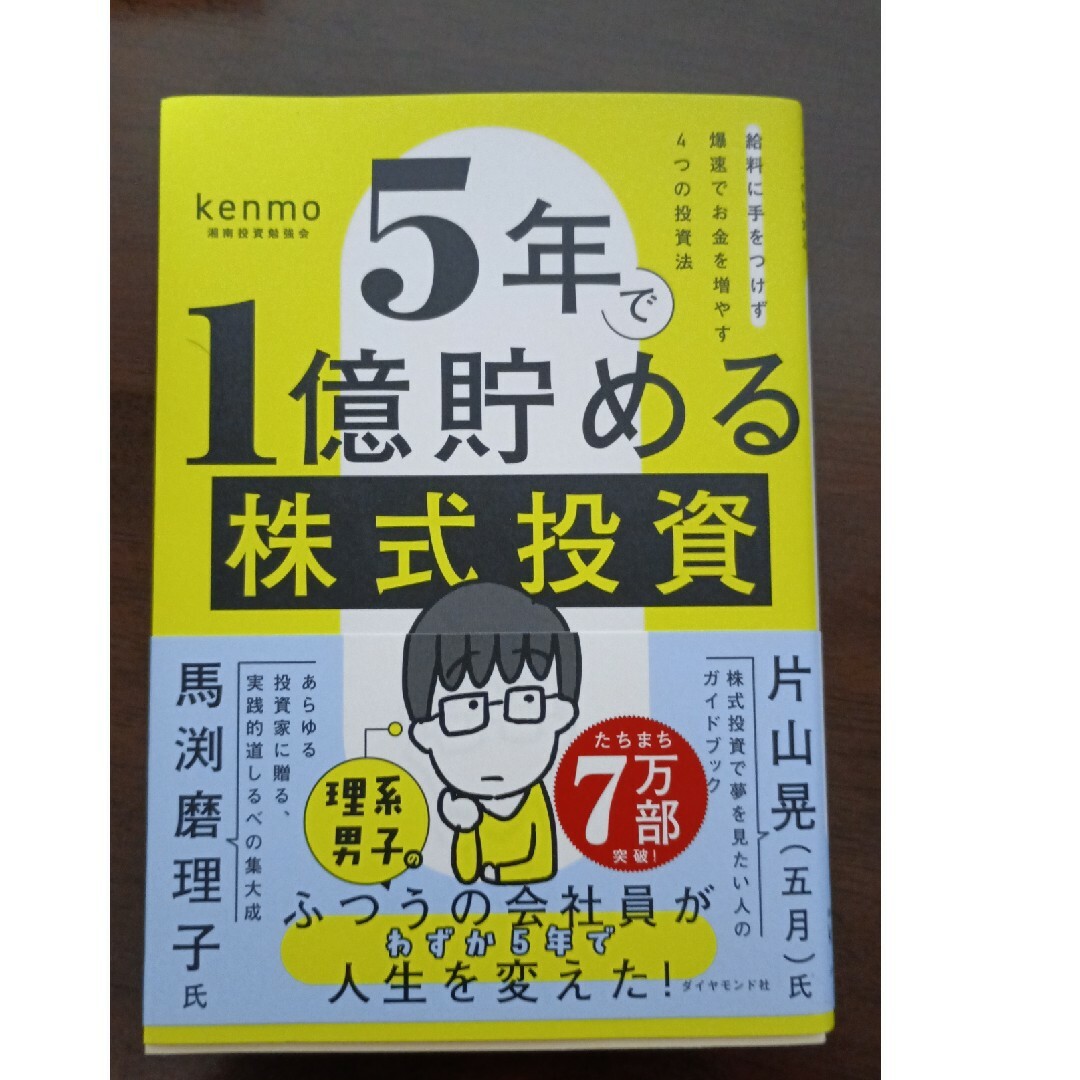 給料に手をつけず
爆速でお金を増やす
4つの投資法
kenmo
湘南投資勉強会
5年で
1億貯める
株式投資
片山晃(五月)氏
株式投資で夢を見たい人の
ガイドブック
たちまち
7万部
突破!
あらゆる
投資家に贈る、
実践的道しるべの集大成
馬渕磨理子氏
理系
男子の
ふつうの会社員が
わずか5年で
人生を変えた!
ダイヤモンド社